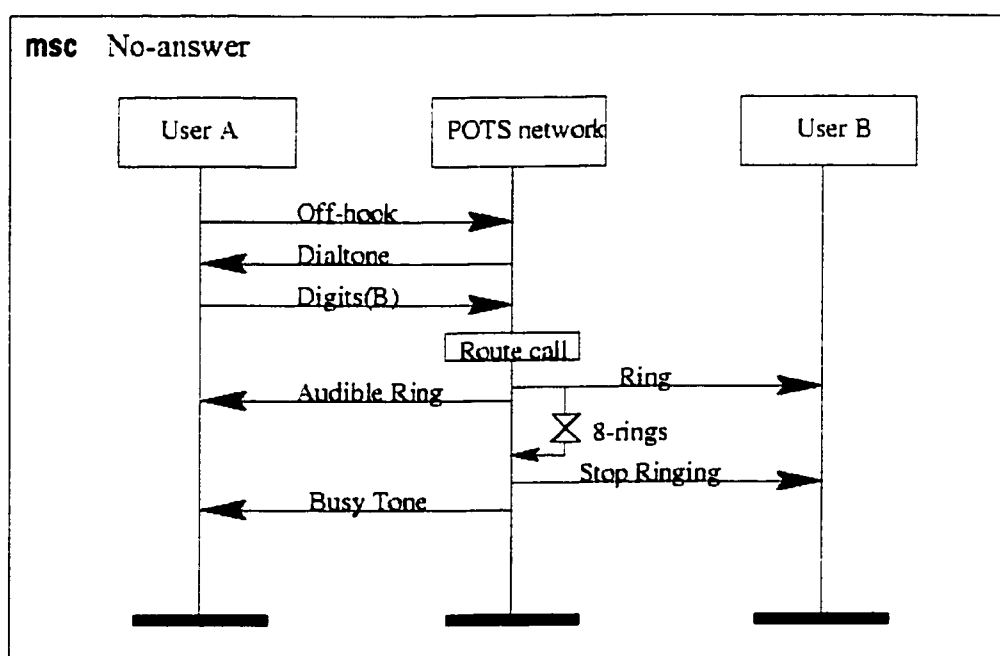 msc No-answer
User A
POTS network
User B
Off-hook
Dialtone
Digits(B)
Route call
Ring
Audible Ring
8-rings
Stop Ringing
Busy Tone